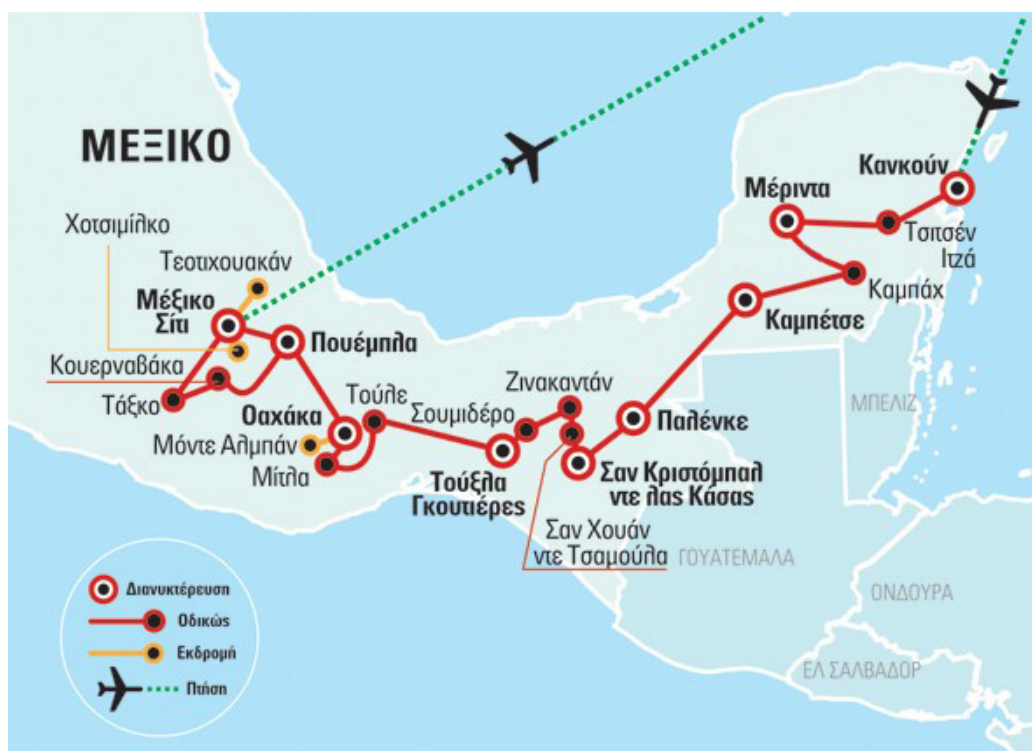 ΜΕΞΙΚΟ
Χοτσιμίλκο
Τεοτιχουακάν
Μέξικο
Σίτι
Πουέμπλα
Κουερναβάκα
Τάξκο
Οαχάκα
Μόντε Αλμπάν
Μίτλα
Τούλε
Σουμιδέρο
Ζινακαντάν
Τούξλα
Γκουτιέρες
Σαν Κριστόμπαλ
ντε λας Κάσας
Σαν Χουάν
ντε Τσαμούλα
Παλένκε
Καμπέτσε
Καμπάχ
Μέριντα
Τσιτσέν
Ιτζά
Κανκούν
ΜΠΕΛΙΖ
ΓΟΥΑΤΕΜΑΛΑ
ΟΝΔΟΥΡΑ
ΕΛ ΣΑΛΒΑΔΟΡ
Διανυκτέρευση
Οδικώς
Εκδρομή
Πτήση